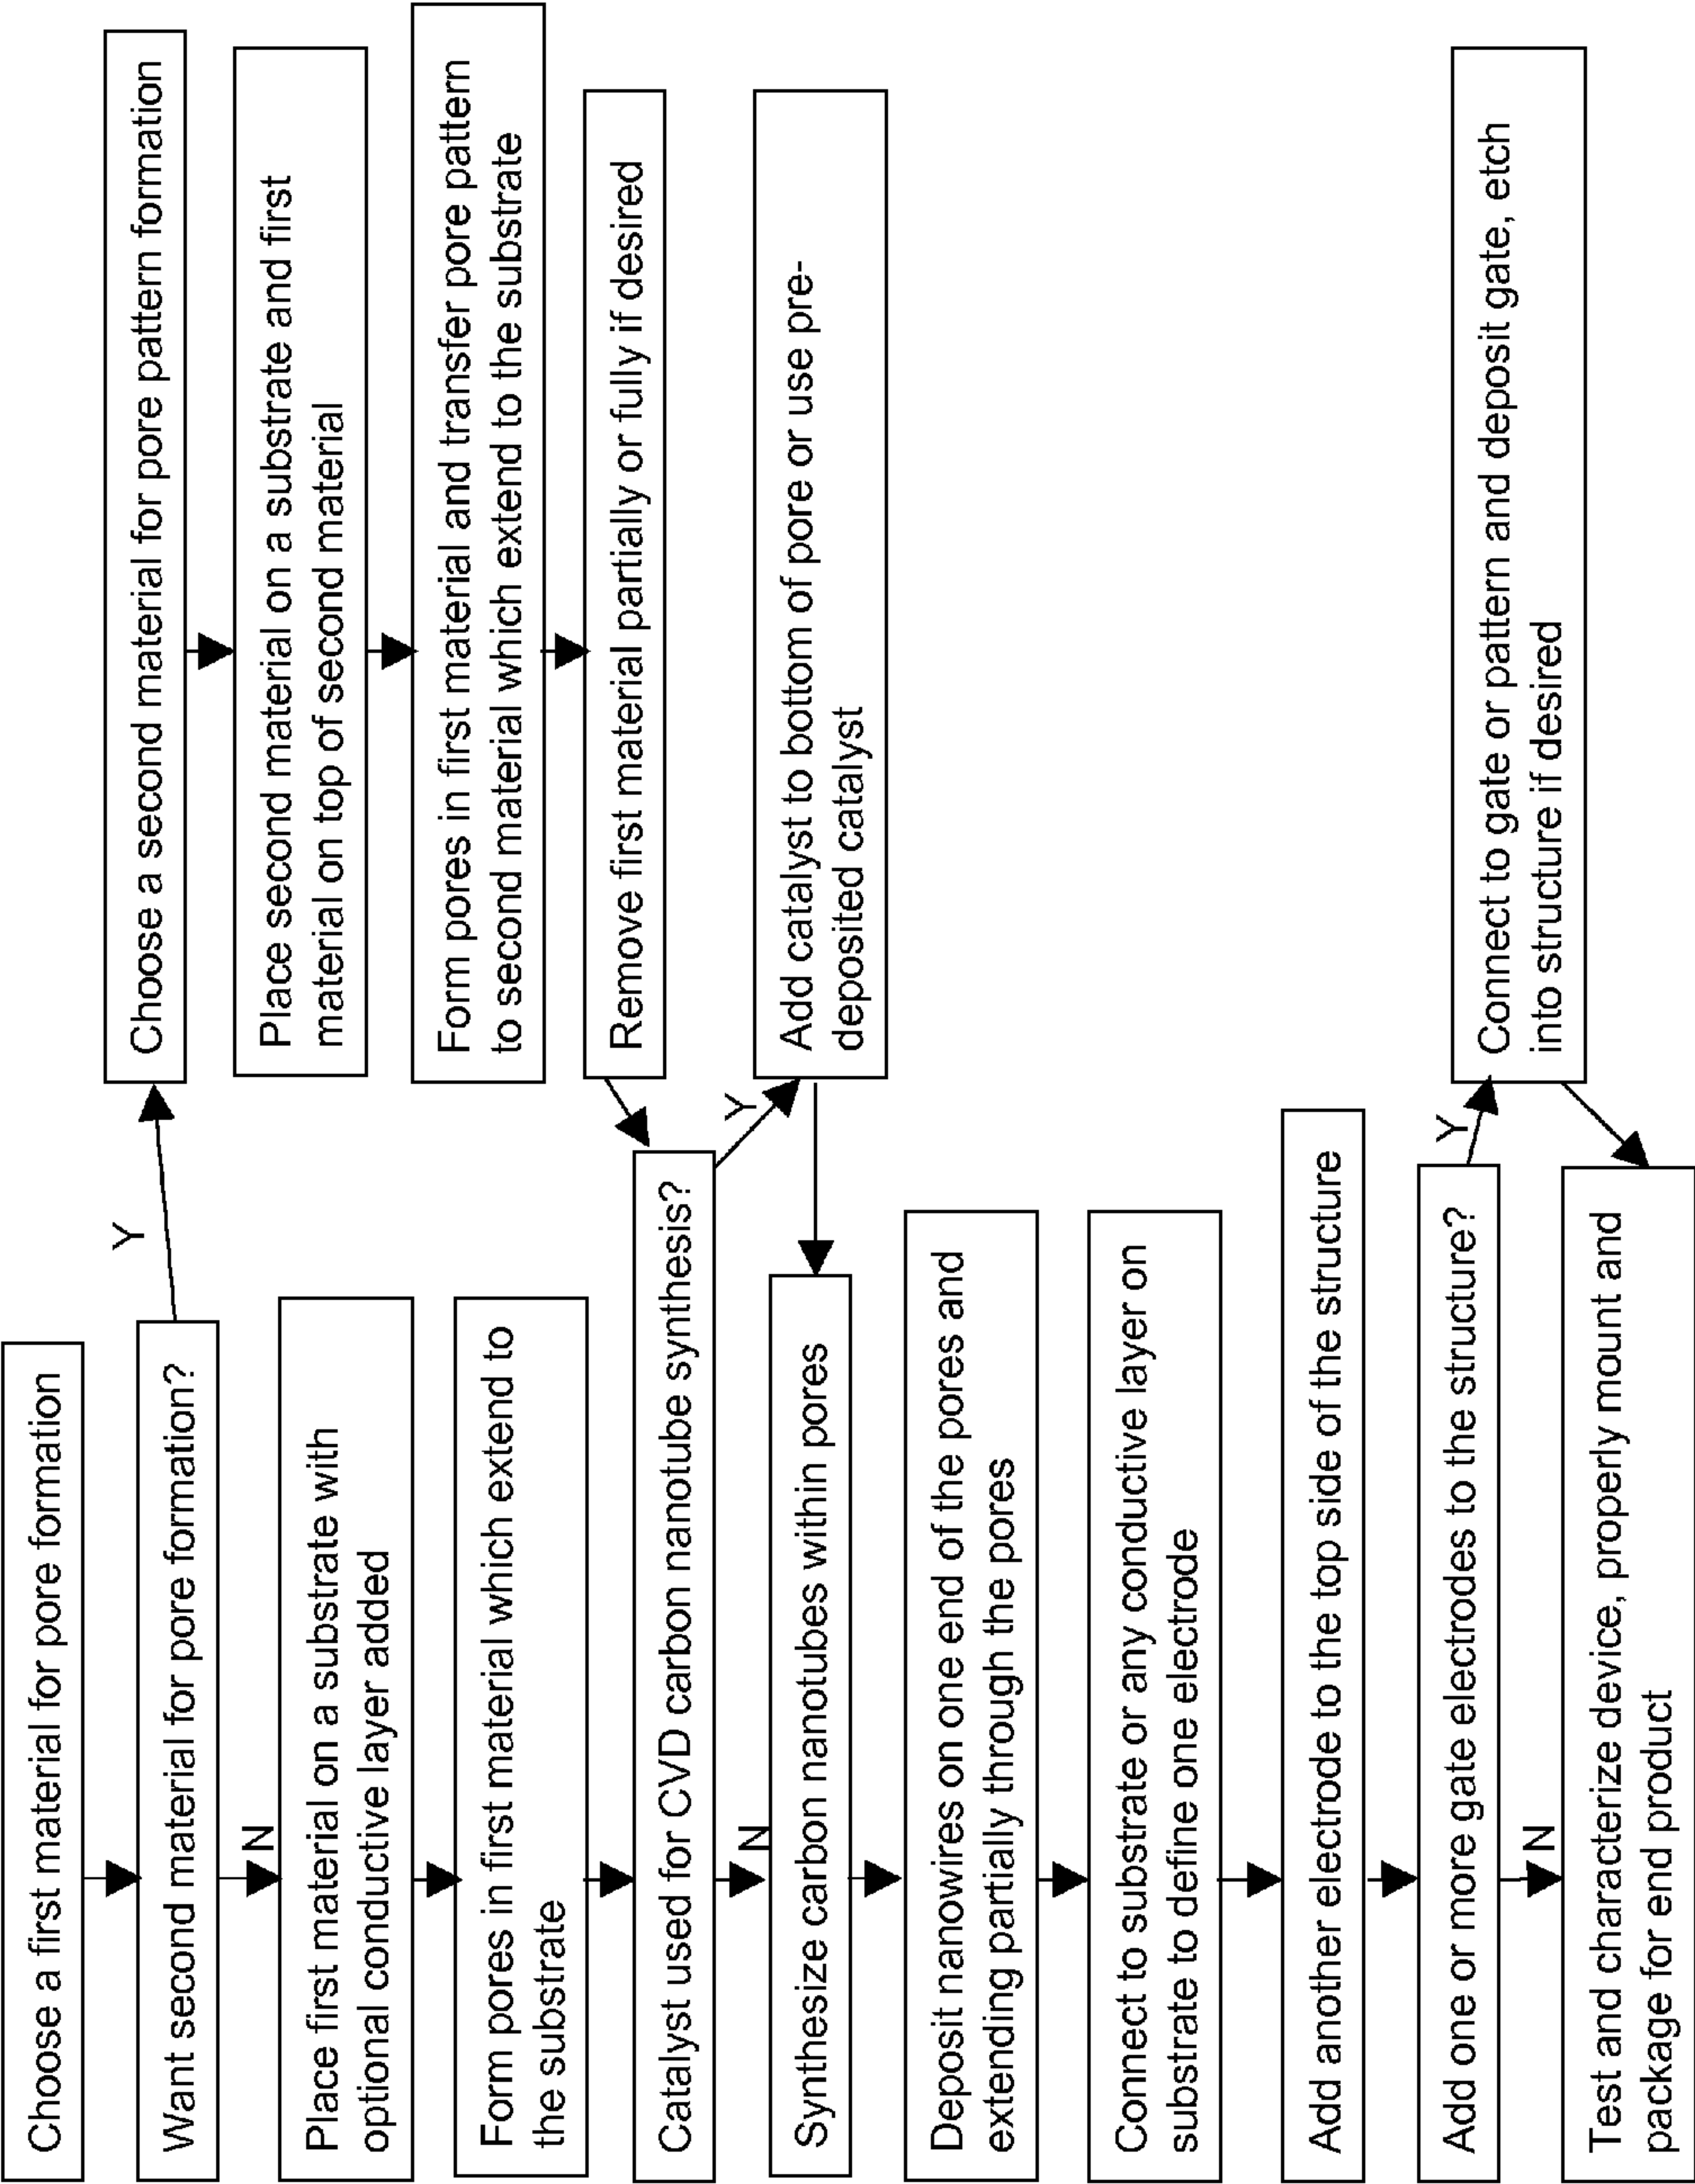 Choose a first material for pore formation
Want second material for pore formation?
Y
N
Place first material on a substrate with
optional conductive layer added
Form pores in first material which extend to
the substrate
Choose a second material for pore pattern formation
Place second material on a substrate and first
material on top of second material
Form pores in first material and transfer pore pattern
to second material which extend to the substrate
Remove first material partially or fully if desired
Catalyst used for CVD carbon nanotube synthesis?
Y
N
Add catalyst to bottom of pore or use pre-
deposited catalyst
Synthesize carbon nanotubes within pores
Deposit nanowires on one end of the pores and
extending partially through the pores
Connect to substrate or any conductive layer on
substrate to define one electrode
Add another electrode to the top side of the structure
Add one or more gate electrodes to the structure?
Y
N
Connect to gate or pattern and deposit gate, etch
into structure if desired
Test and characterize device, properly mount and
package for end product